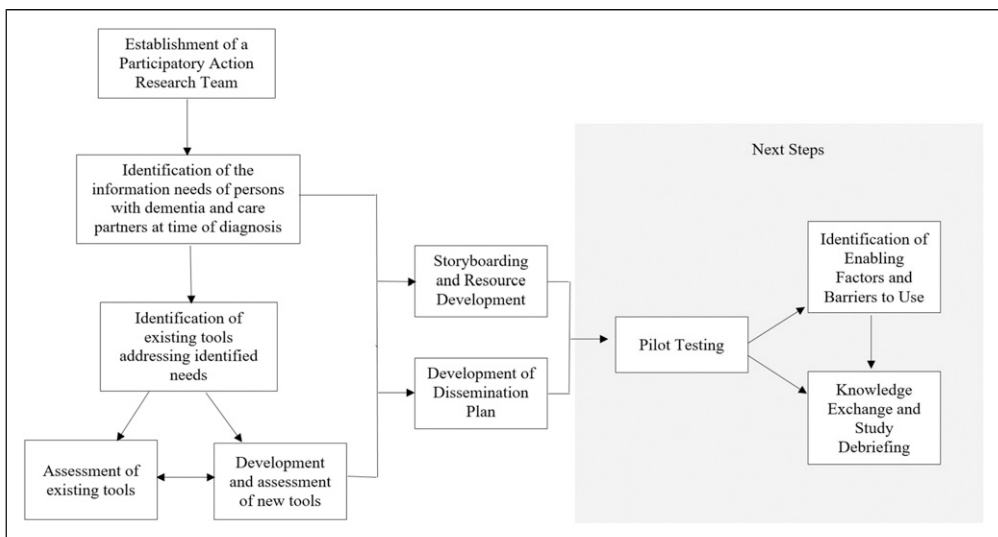 Establishment of a
Participatory Action
Research Team
Identification of the
information needs of persons
with dementia and care
partners at time of diagnosis
Identification of
existing tools
addressing identified
needs
Assessment of
existing tools
Development
and assessment
of new tools
Storyboarding
and Resource
Development
Development of
Dissemination
Plan
Next Steps
Pilot Testing
Identification of
Enabling
Factors and
Barriers to Use
Knowledge
Exchange and
Study
Debriefing